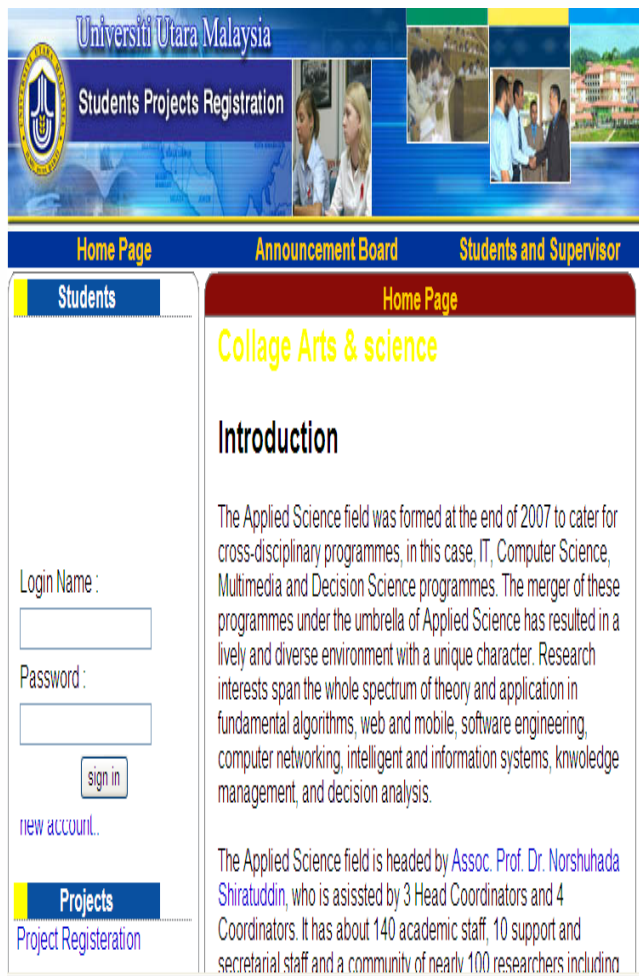 Universiti Utara Malaysia
Students Projects Registration
Home Page
Announcement Board
Students and Supervisor
Students
Login Name :
Password :
sign in
new account..
Projects
Project Registeration
Home Page
Collage Arts & science
Introduction
The Applied Science field was formed at the end of 2007 to cater for
cross-disciplinary programmes, in this case, IT, Computer Science,
Multimedia and Decision Science programmes. The merger of these
programmes under the umbrella of Applied Science has resulted in a
lively and diverse environment with a unique character. Research
interests span the whole spectrum of theory and application in
fundamental algorithms, web and mobile, software engineering,
computer networking, intelligent and information systems, knwoledge
management, and decision analysis.
The Applied Science field is headed by Assoc. Prof. Dr. Norshuhada
Shiratuddin, who is asissted by 3 Head Coordinators and 4
Coordinators. It has about 140 academic staff, 10 support and
secretarial staff and a community of nearly 100 researchers including